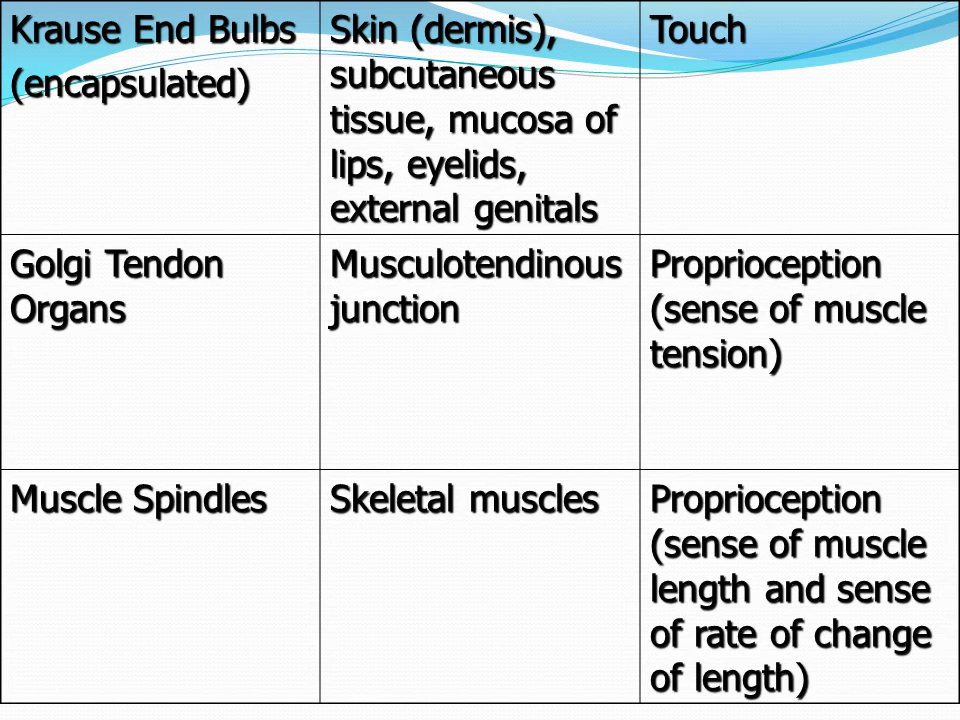 Krause End Bulbs
(encapsulated)
Skin (dermis),
subcutaneous
tissue, mucosa of
lips, eyelids,
external genitals
Touch
Golgi Tendon
Organs
Musculotendinous
junction
Proprioception
(sense of muscle
tension)
Muscle Spindles
Skeletal muscles
Proprioception
(sense of muscle
length and sense
of rate of change
of length)